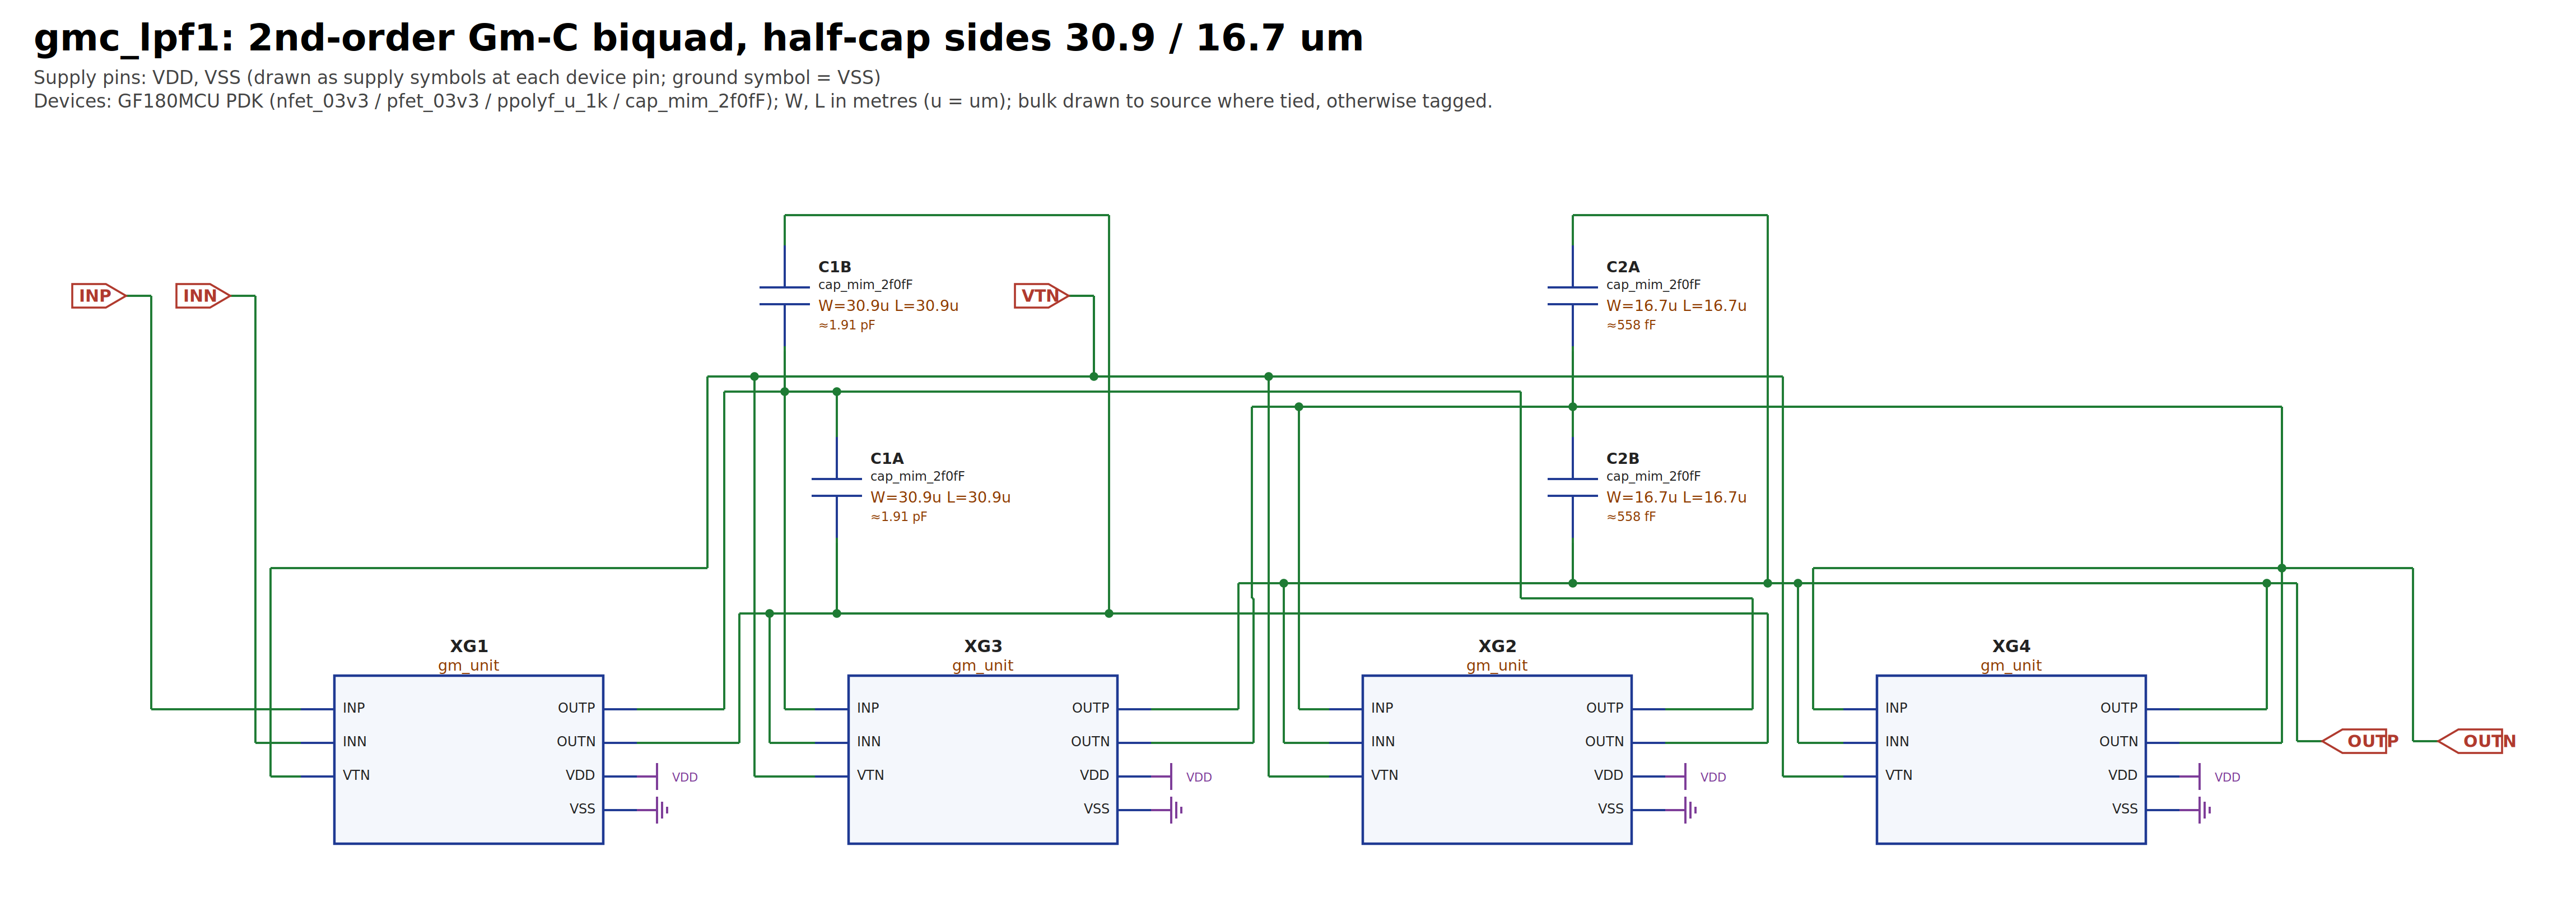 gmc_lpf1: 2nd-order Gm-C biquad, half-cap sides 30.9 / 16.7 um
Supply pins: VDD, VSS (drawn as supply symbols at each device pin; ground symbol = VSS)
Devices: GF180MCU PDK (nfet_03v3 / pfet_03v3 / ppolyf_u_1k / cap_mim_2f0fF); W, L in metres (u = um); bulk drawn to source where tied, otherwise tagged.
INP
INN
C1B
cap_mim_2f0fF
W=30.9u L=30.9u
≈1.91 pF
VTN
C2A
cap_mim_2f0fF
W=16.7u L=16.7u
≈558 fF
C1A
cap_mim_2f0fF
W=30.9u L=30.9u
≈1.91 pF
C2B
cap_mim_2f0fF
W=16.7u L=16.7u
≈558 fF
XG1
gm_unit
INP
INN
VTN
OUTP
OUTN
VDD
VSS
VDD
XG3
gm_unit
INP
INN
VTN
OUTP
OUTN
VDD
VSS
VDD
XG2
gm_unit
INP
INN
VTN
OUTP
OUTN
VDD
VSS
VDD
XG4
gm_unit
INP
INN
VTN
OUTP
OUTN
VDD
VSS
VDD
OUTP
OUTN